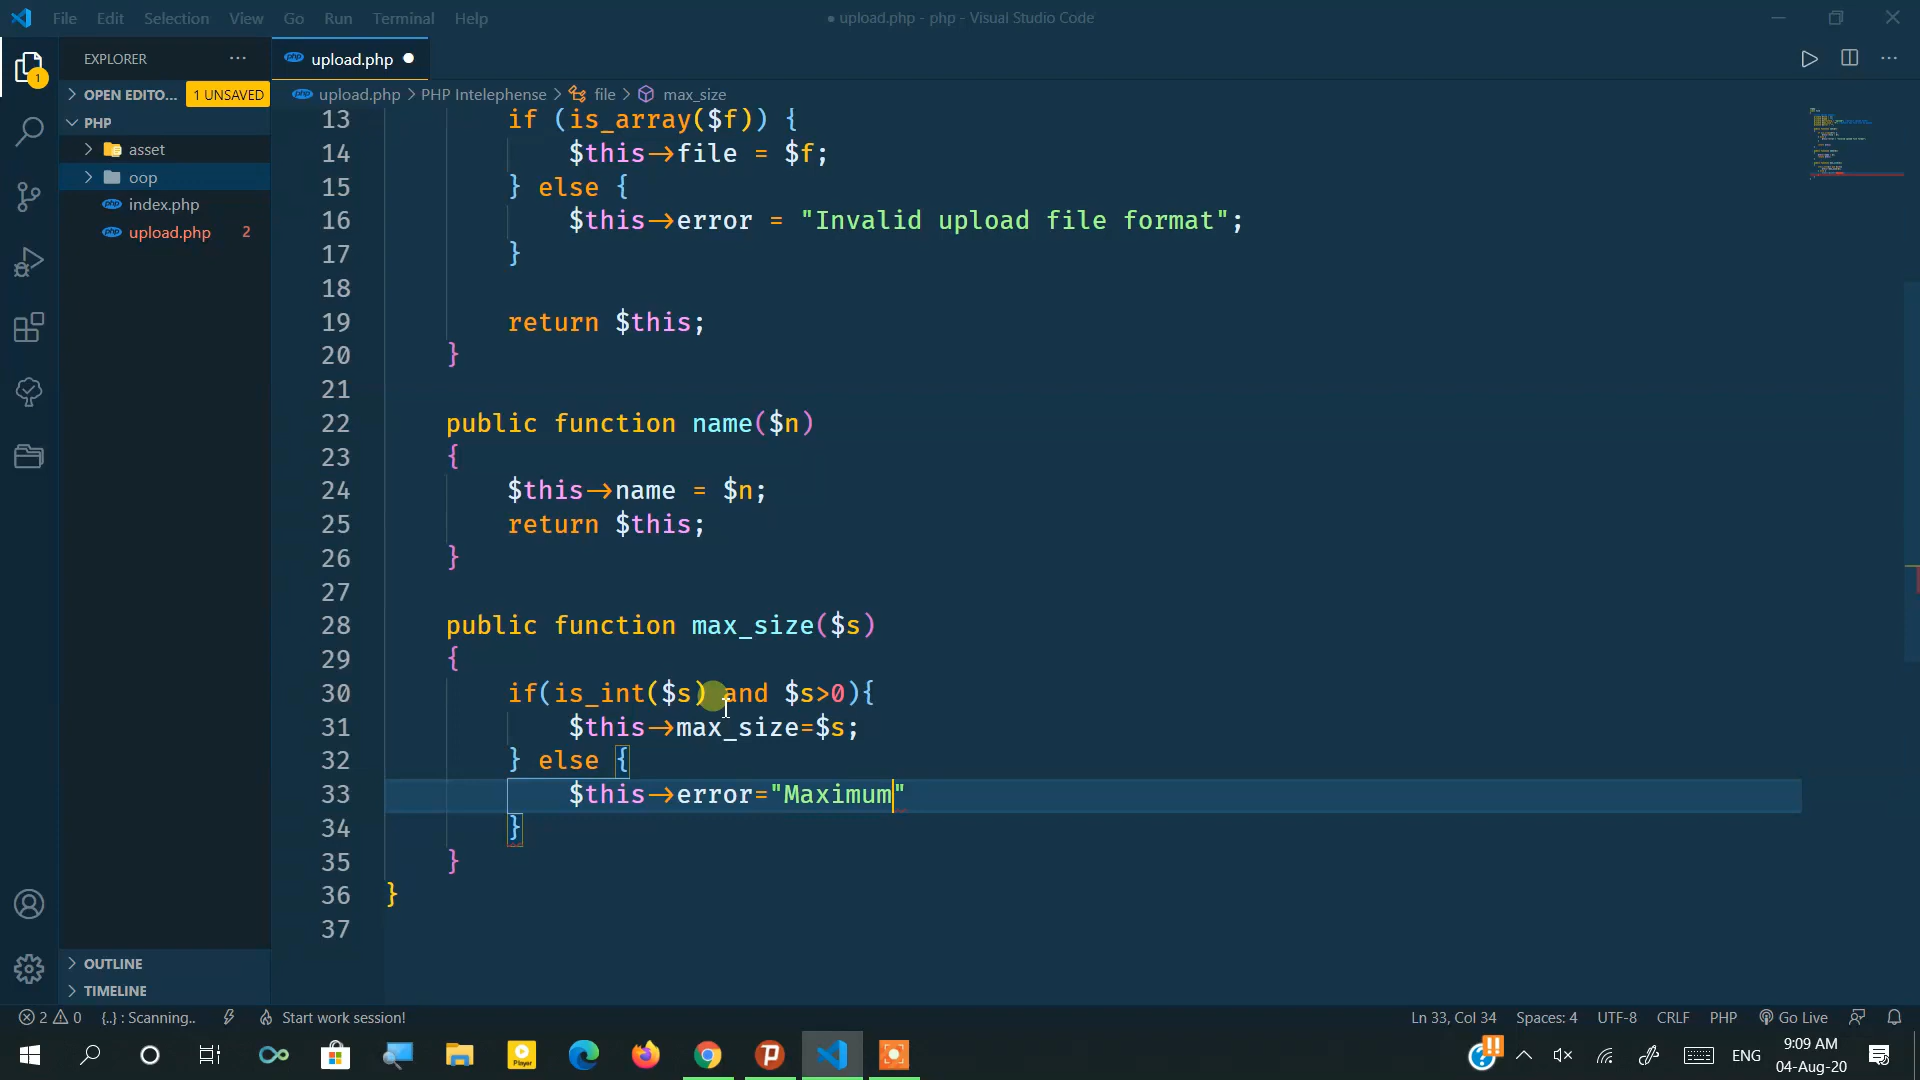 File Edit Selection View Go Run Terminal Help
● upload.php - php - Visual Studio Code
EXPLORER ···
OPEN EDITO... 1 UNSAVED
PHP
asset
oop
index.php
upload.php 2
1
upload.php ●
upload.php > PHP Intelephense > file > max_size
13 if (is_array($f)) {
14 $this->file = $f;
15 } else {
16 $this->error = "Invalid upload file format";
17 }
18
19 return $this;
20 }
21
22 public function name($n)
23 {
24 $this->name = $n;
25 return $this;
26 }
27
28 public function max_size($s)
29 {
30 if(is_int($s) and $s>0){
31 $this->max_size=$s;
32 } else {
33 $this->error="Maximum"
34 }
35 }
36 }
37
OUTLINE
TIMELINE
2 0 {..} : Scanning.. Start work session! Ln 33, Col 34 Spaces: 4 UTF-8 CRLF PHP Go Live
Player
ENG
9:09 AM
04-Aug-20